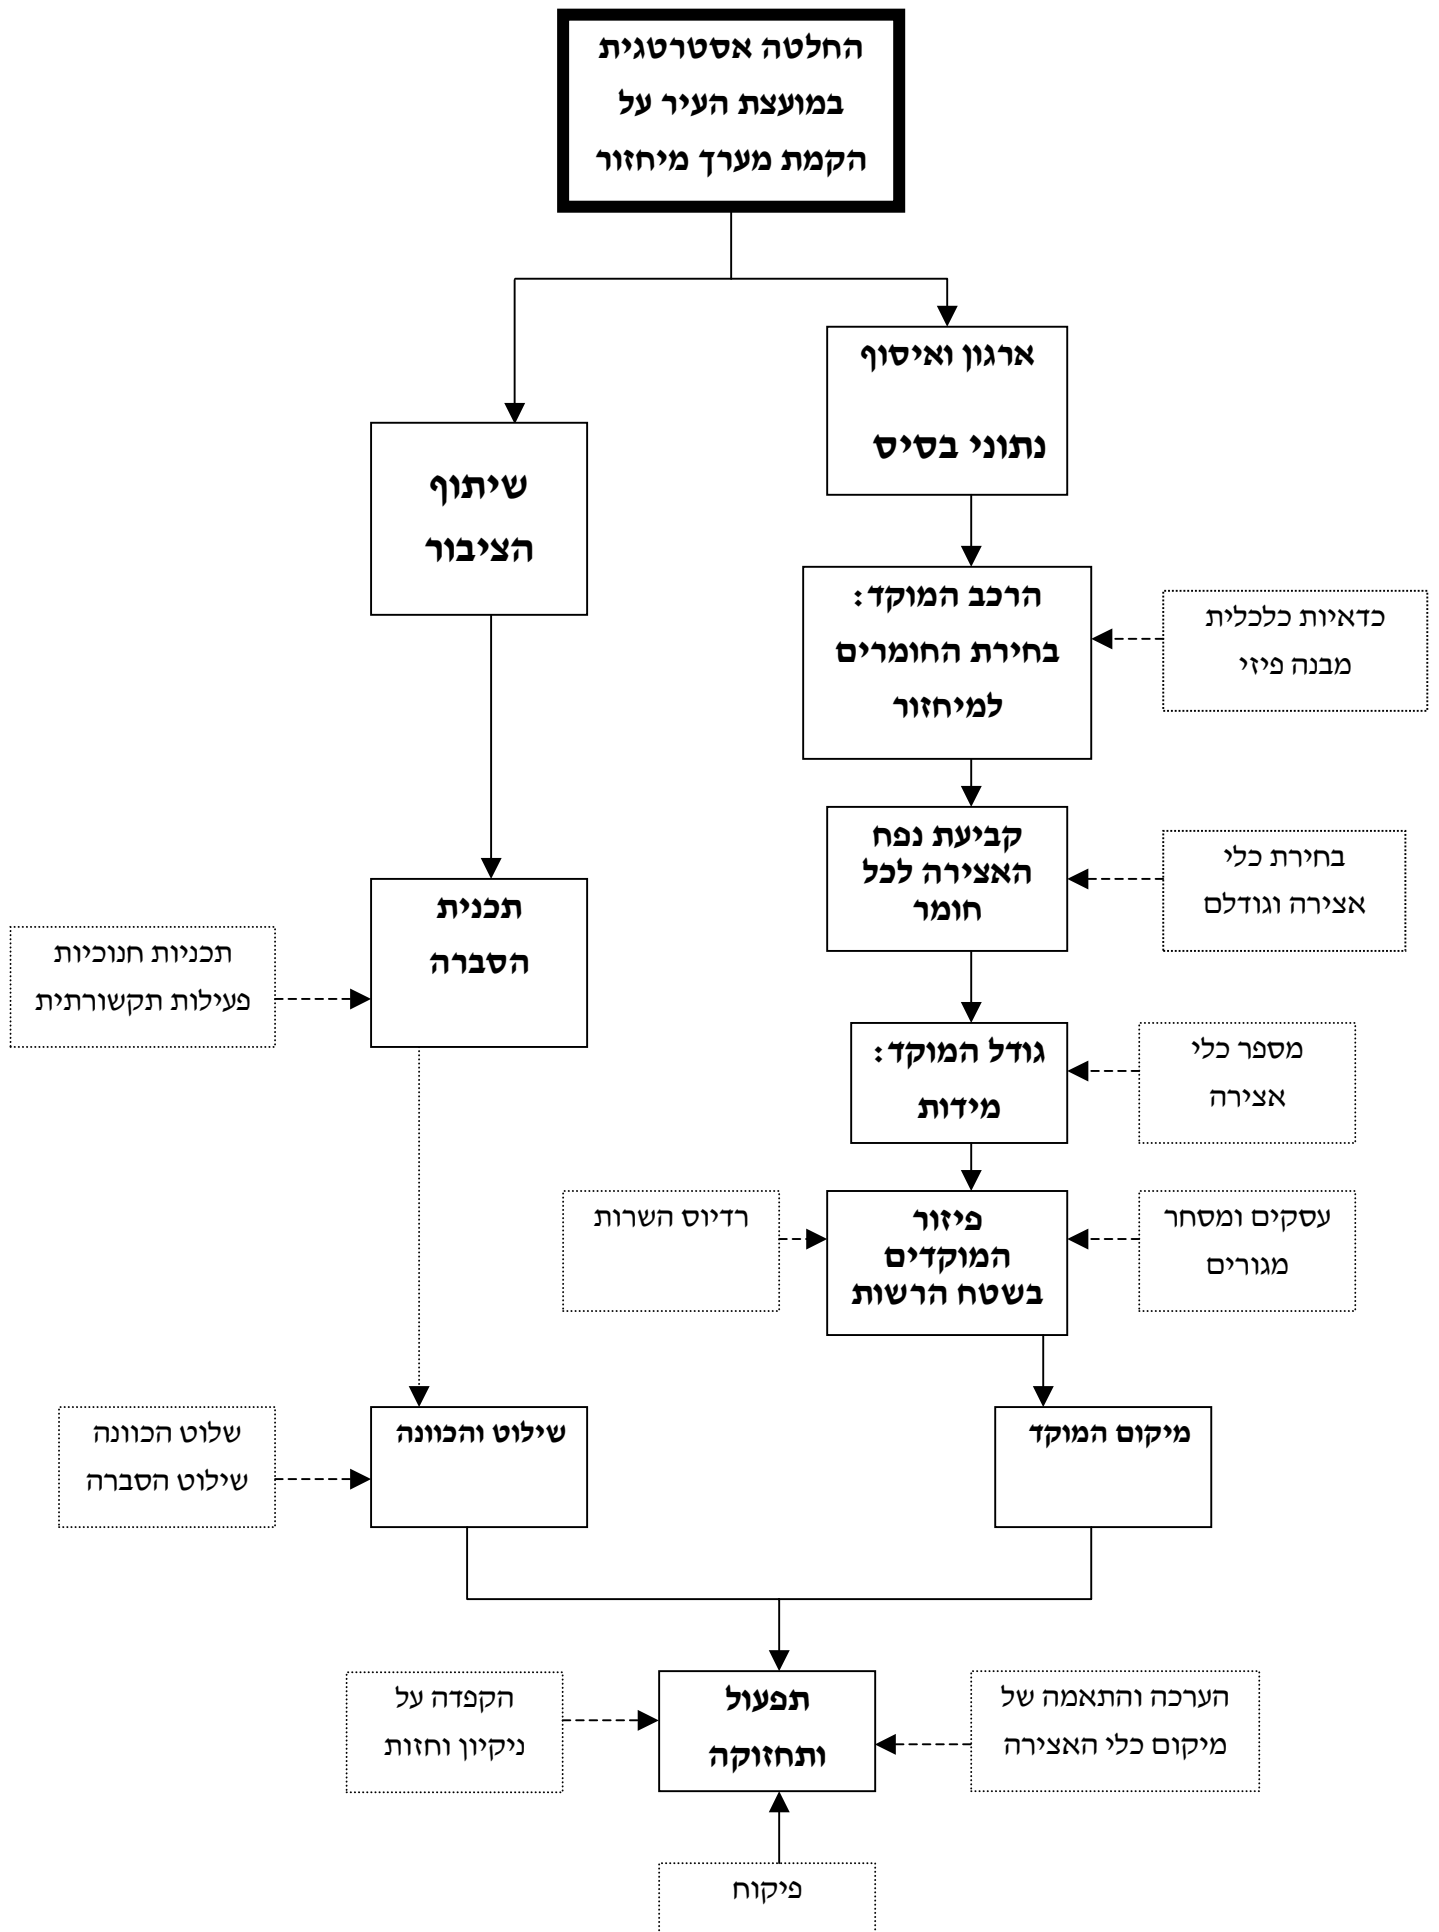 החלטה אסטרטגית
במועצת העיר על
הקמת מערך מיחזור
ארגון ואיסוף
נתוני בסיס
שיתוף
הציבור
הרכב המוקד:
בחירת החומרים
למיחזור
כדאיות כלכלית
מבנה פיזי
קביעת נפח
האצירה לכל
חומר
בחירת כלי
אצירה וגודלם
תכנית
הסברה
תכניות חנוכיות
פעילות תקשורתית
גודל המוקד:
מידות
מספר כלי
אצירה
פיזור
המוקדים
בשטח הרשות
עסקים ומסחר
מגורים
רדיוס השרות
מיקום המוקד
שילוט והכוונה
שלוט הכוונה
שילוט הסברה
תפעול
ותחזוקה
הערכה והתאמה של
מיקום כלי האצירה
הקפדה על
ניקיון וחזות
פיקוח